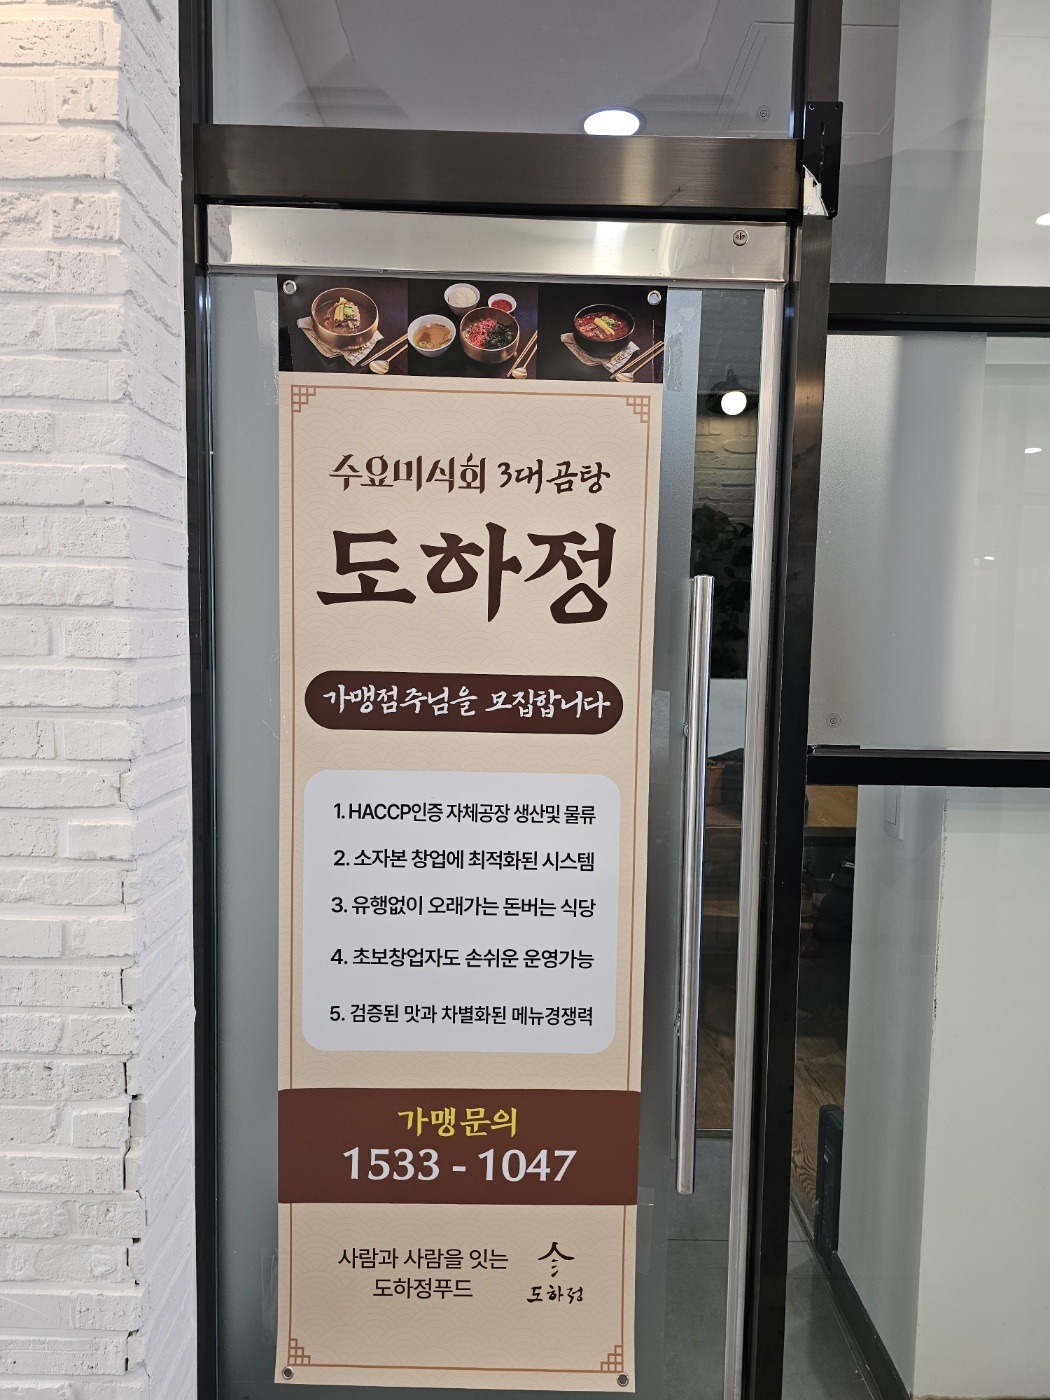 수요미식회 3대곰탕
도하정
가맹점주님을 모집합니다
1. HACCP인증 자체공장 생산및 물류
2. 소자본 창업에 최적화된 시스템
3. 유행없이 오래가는 돈버는 식당
4. 초보창업자도 손쉬운 운영가능
5. 검증된 맛과 차별화된 메뉴경쟁력
가맹문의
1533 - 1047
사람과 사람을 잇는
도하정푸드
도하정